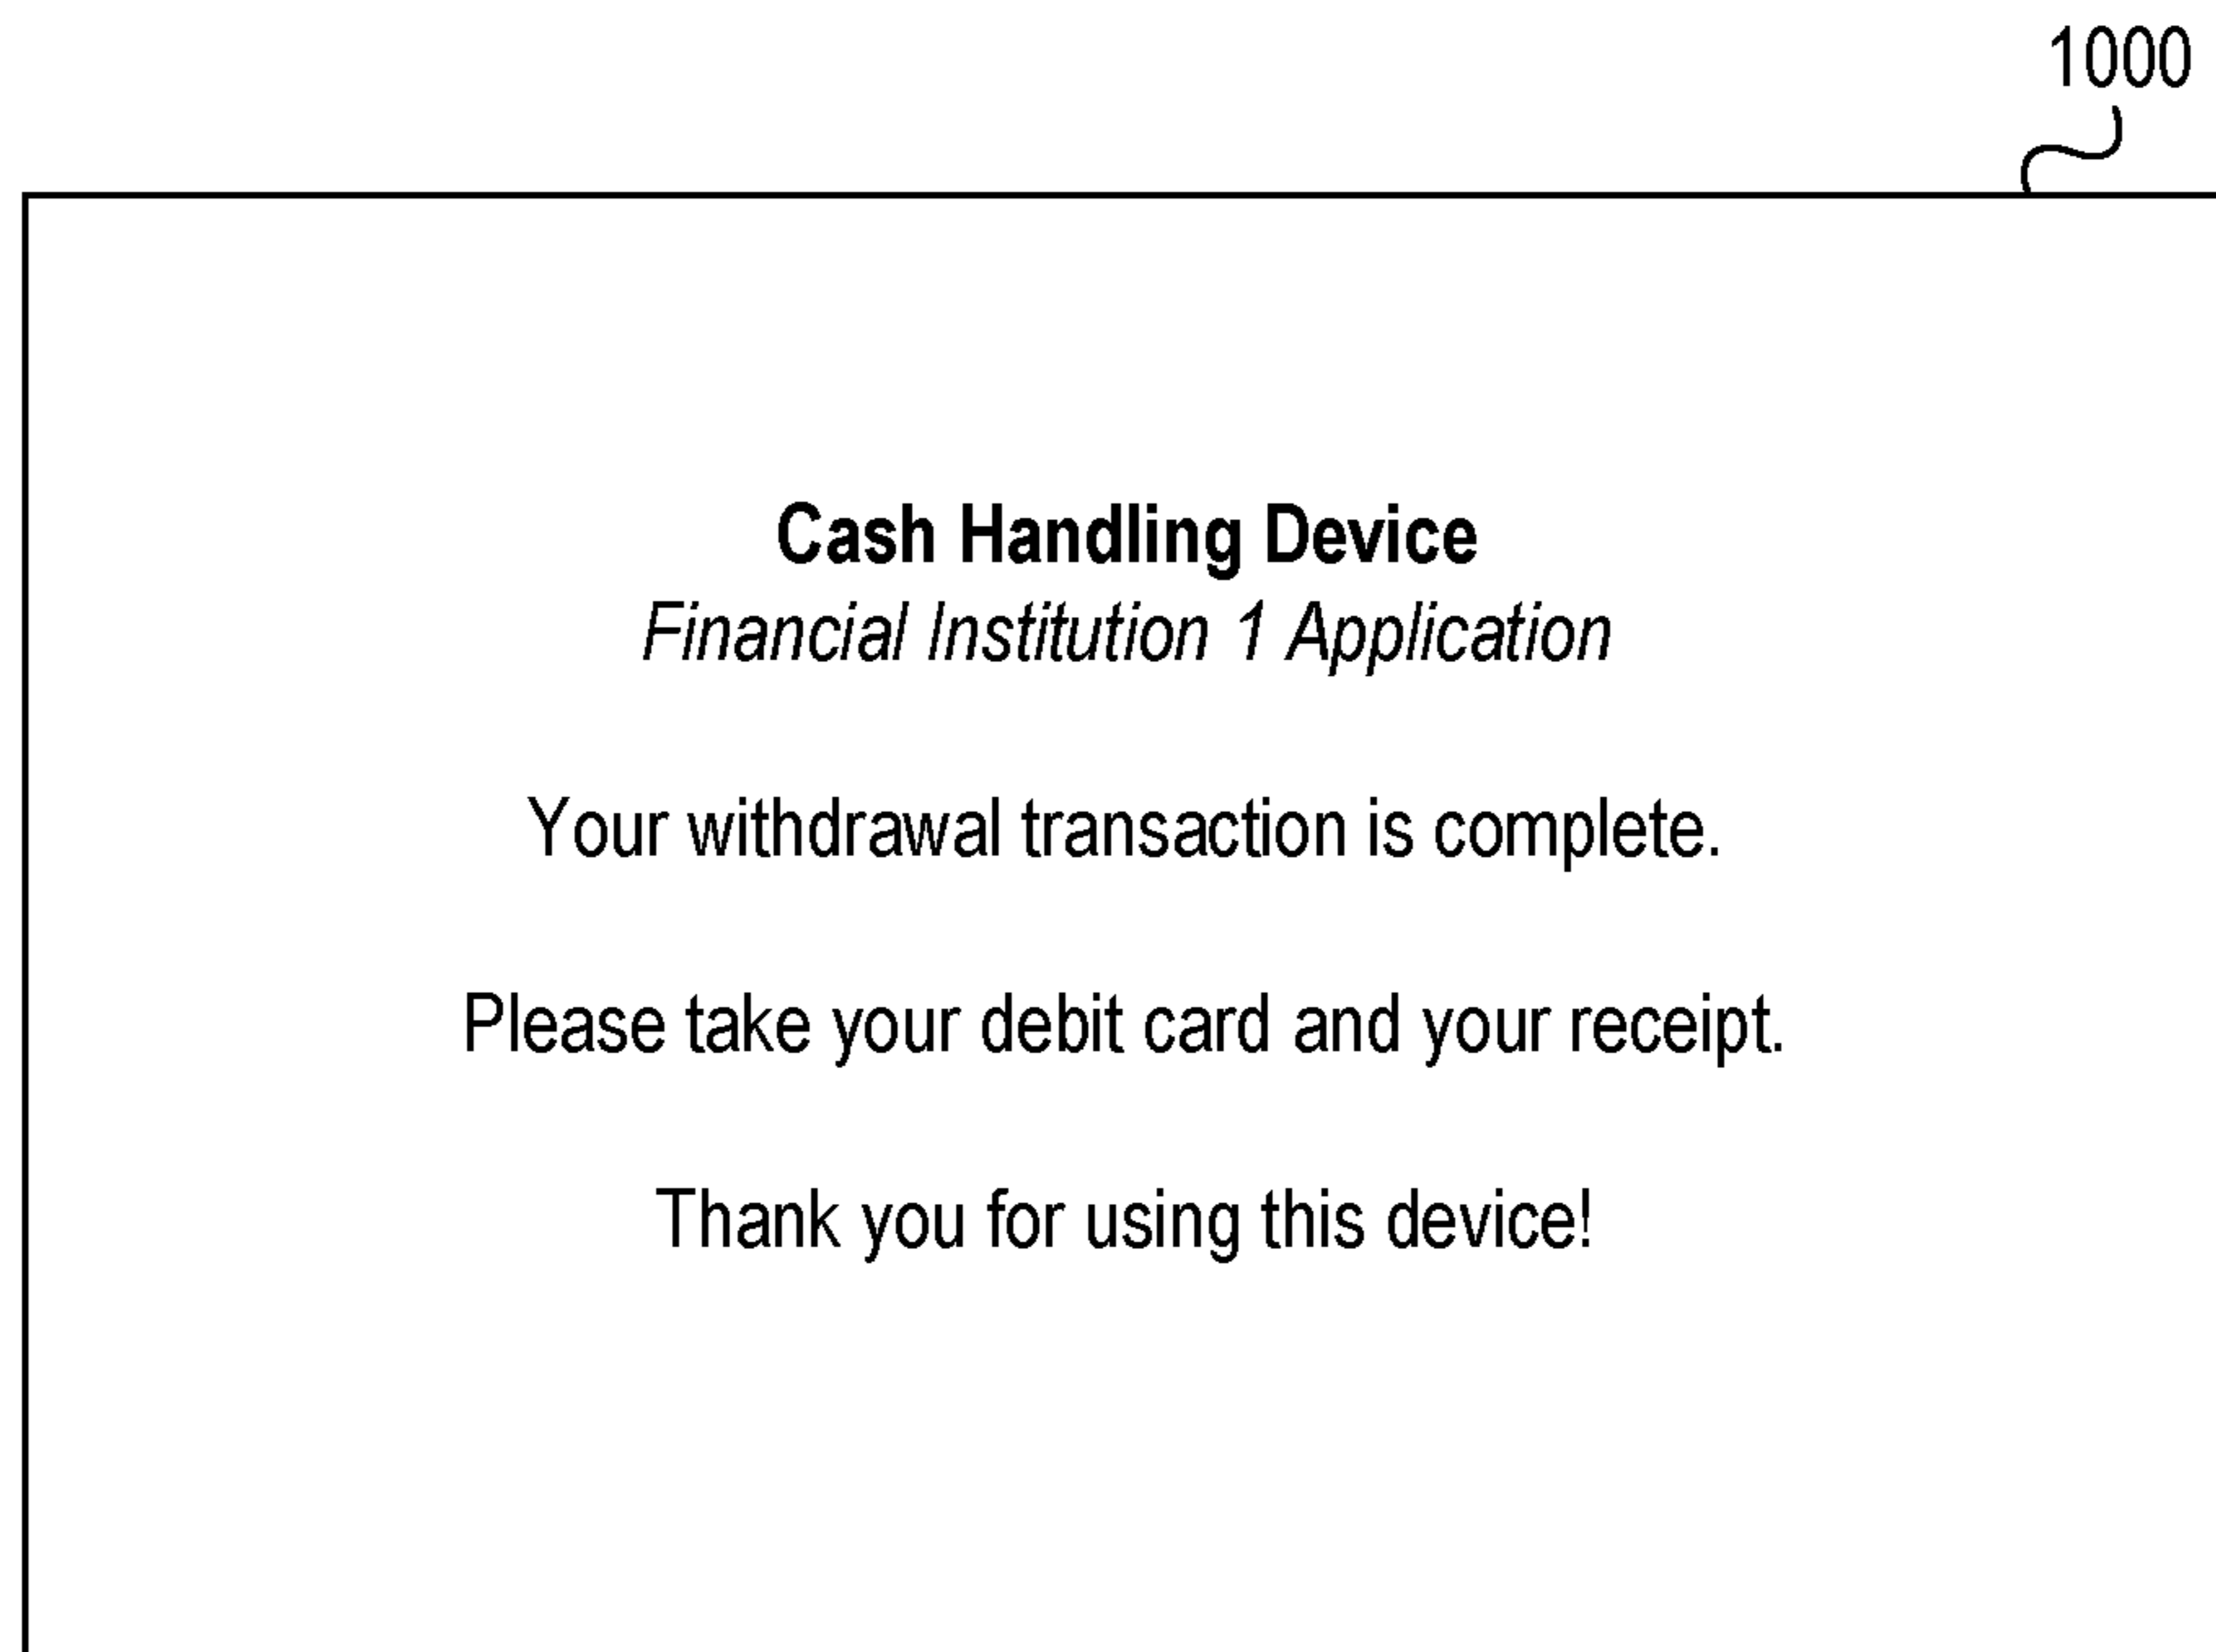 1000
Cash Handling Device
Financial Institution 1 Application
Your withdrawal transaction is complete.
Please take your debit card and your receipt.
Thank you for using this device!